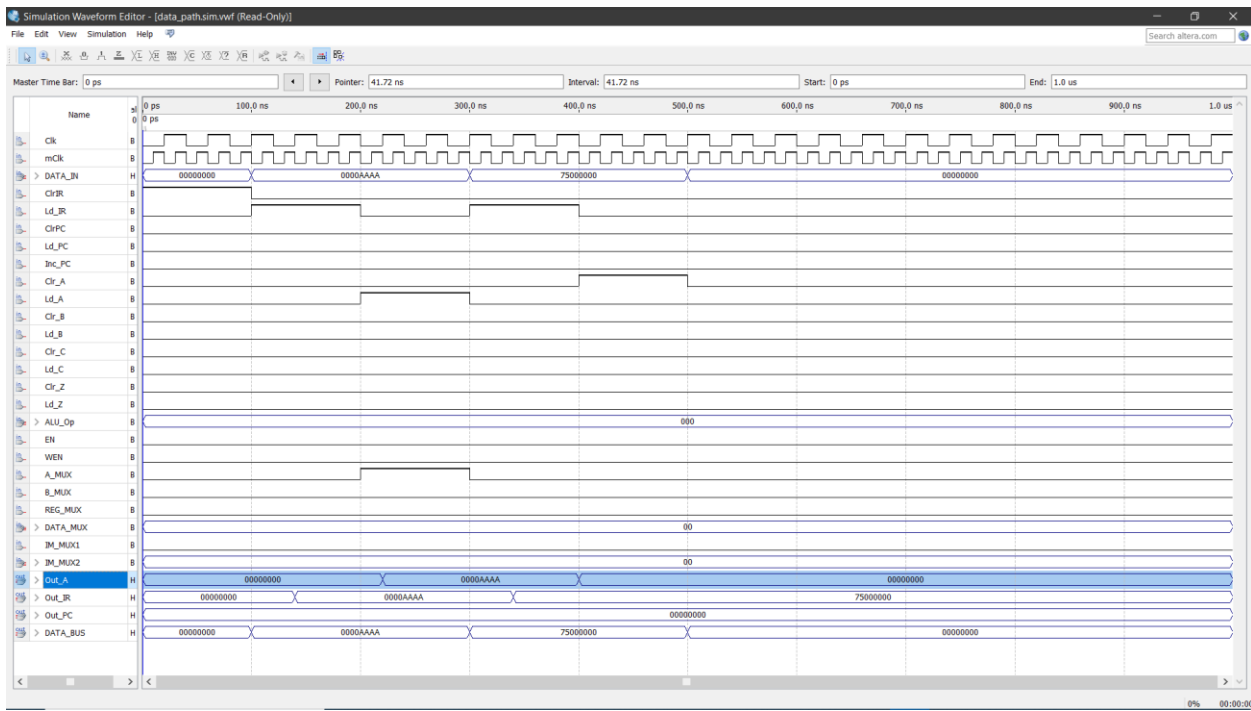 Simulation Waveform Editor - [data_path.sim.vwf (Read-Only)]
File Edit View Simulation Help
Search altera.com
Master Time Bar: 0 ps Pointer: 41.72 ns Interval: 41.72 ns Start: 0 ps End: 1.0 us
Name 0 ps 100.0 ns 200.0 ns 300.0 ns 400.0 ns 500.0 ns 600.0 ns 700.0 ns 800.0 ns 900.0 ns 1.0 us
0 0 ps
Clk B
mClk B
> DATA_IN H 00000000 0000AAAA 75000000 00000000
ClrIR B
Ld_IR B
ClrPC B
Ld_PC B
Inc_PC B
Clr_A B
Ld_A B
Clr_B B
Ld_B B
Clr_C B
Ld_C B
Clr_Z B
Ld_Z B
> ALU_Op B 000
EN B
WEN B
A_MUX B
B_MUX B
REG_MUX B
> DATA_MUX B 00
IM_MUX1 B
> IM_MUX2 B 00
> Out_A H 00000000 0000AAAA 00000000
> Out_IR H 00000000 0000AAAA 75000000
> Out_PC H 00000000
> DATA_BUS H 00000000 0000AAAA 75000000 00000000
0% 00:00:00